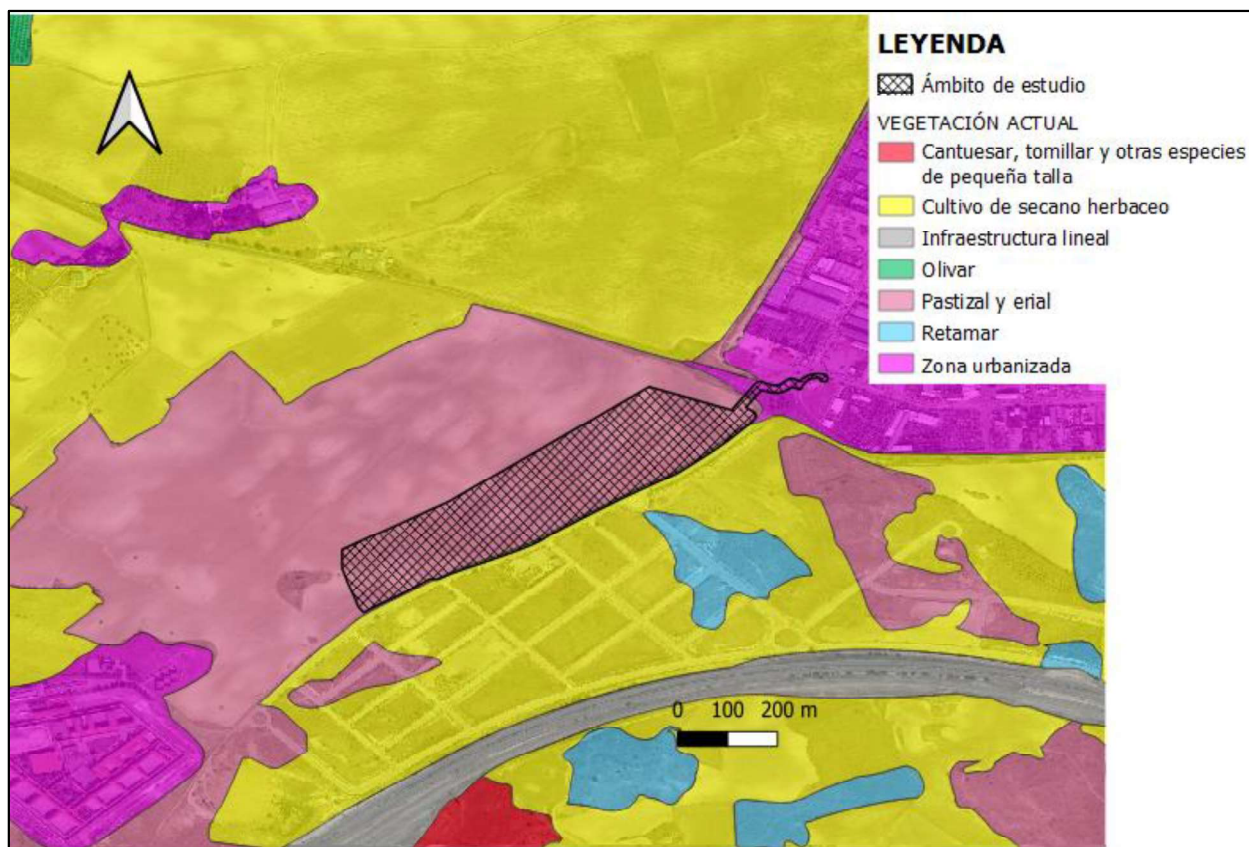 LEYENDA
Ámbito de estudio
VEGETACIÓN ACTUAL
Cantuesar, tomillar y otras especies
de pequeña talla
Cultivo de secano herbaceo
Infraestructura lineal
Olivar
Pastizal y erial
Retamar
Zona urbanizada
0 100 200 m